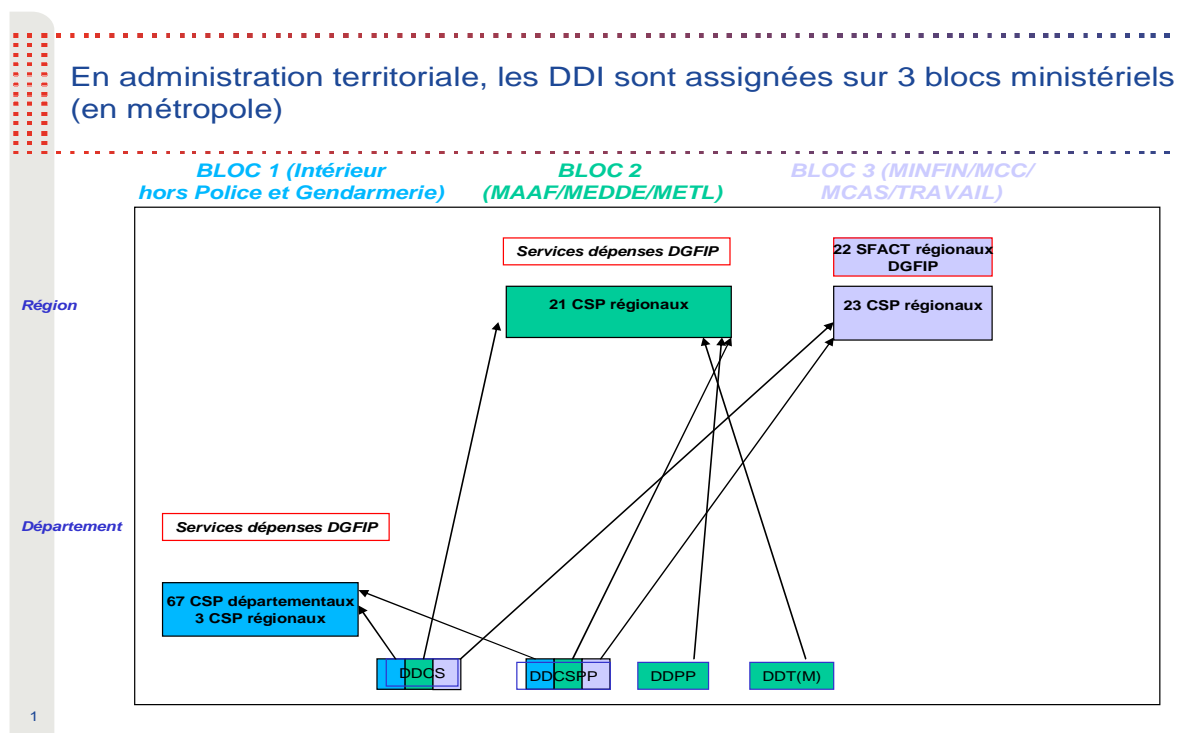 En administration territoriale, les DDI sont assignées sur 3 blocs ministériels
(en métropole)
BLOC 1 (Intérieur
hors Police et Gendarmerie)
BLOC 2
(MAAF/MEDDE/METL)
BLOC 3 (MINFIN/MCC/
MCAS/TRAVAIL)
Services dépenses DGFIP
22 SFACT régionaux
DGFIP
Région
21 CSP régionaux
23 CSP régionaux
Département
Services dépenses DGFIP
67 CSP départementaux
3 CSP régionaux
DDCS
DDCSPP
DDPP
DDT(M)
1